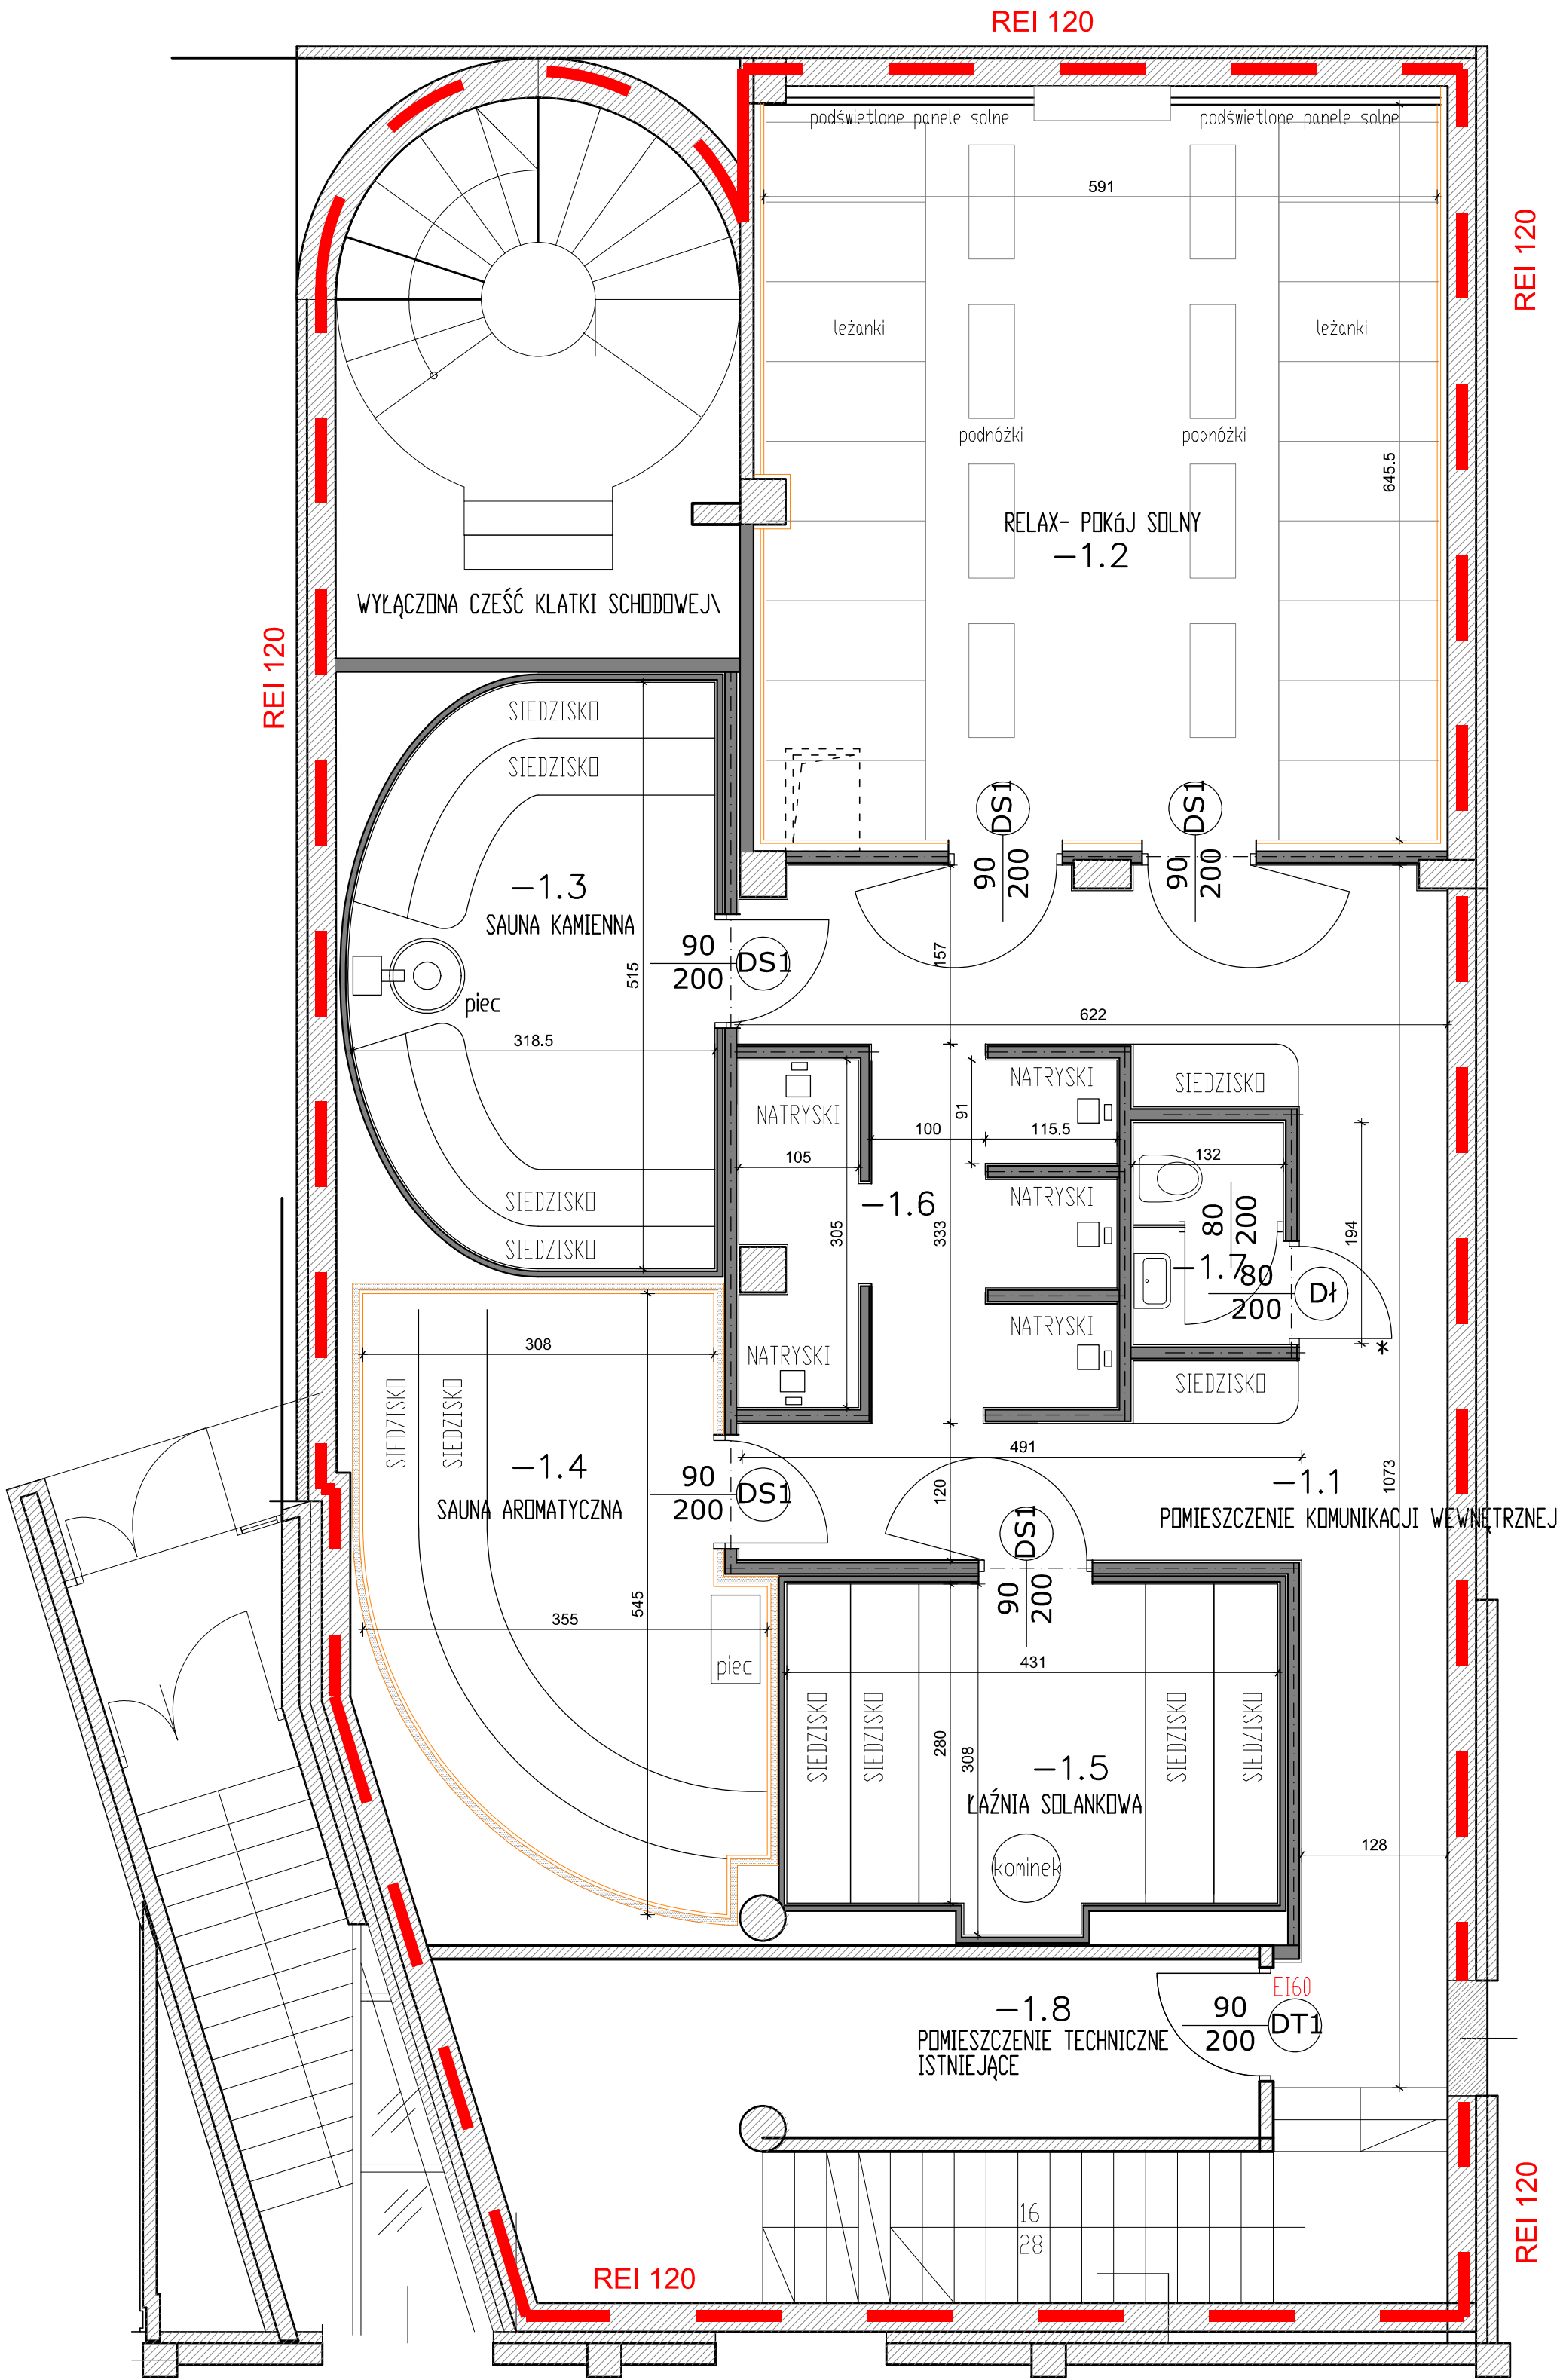 REI 120
podświetlone panele solne
podświetlone panele solne
591
REI 120
leżanki
leżanki
podnóżki
podnóżki
645.5
RELAX- POKóJ SOLNY
-1.2
WYŁĄCZONA CZEŚĆ KLATKI SCHODOWEJ\
REI 120
SIEDZISKO
SIEDZISKO
DS1
90
200
DS1
90
200
-1.3
SAUNA KAMIENNA
515
piec
318.5
90
200
DS1
157
622
NATRYSKI
SIEDZISKO
NATRYSKI
91
100
115.5
105
132
SIEDZISKO
SIEDZISKO
-1.6
NATRYSKI
305
333
80
200
194
-1.7
80
200
Dł
*
308
NATRYSKI
NATRYSKI
SIEDZISKO
SIEDZISKO
SIEDZISKO
-1.4
SAUNA AROMATYCZNA
90
200
DS1
491
120
1073
-1.1
POMIESZCZENIE KOMUNIKACJI WEWNĘTRZNEJ
DS1
90
200
545
355
piec
431
SIEDZISKO
SIEDZISKO
SIEDZISKO
SIEDZISKO
280
308
-1.5
ŁAŹNIA SOLANKOWA
kominek
128
EI60
-1.8
POMIESZCZENIE TECHNICZNE
ISTNIEJĄCE
90
200
DT1
16
28
REI 120
REI 120